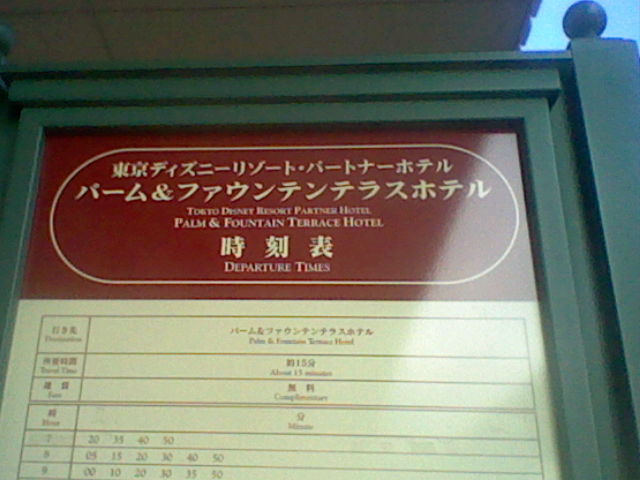 東京ディズニーリゾート・パートナーホテル
パーム&ファウンテンテラスホテル
TOKYO DISNEY RESORT PARTNER HOTEL
PALM & FOUNTAIN TERRACE HOTEL
時刻表
DEPARTURE TIMES
行き先 パーム&ファウンテンテラスホテル
Destination Palm & Fountain Terrace Hotel
所要時間 約15分
Travel Time About 15 minutes
運賃 無料
Fare Complimentary
時 分
Hour Minute
7 20 35 40 50
8 05 15 20 30 40 50
9 00 10 20 30 35 50